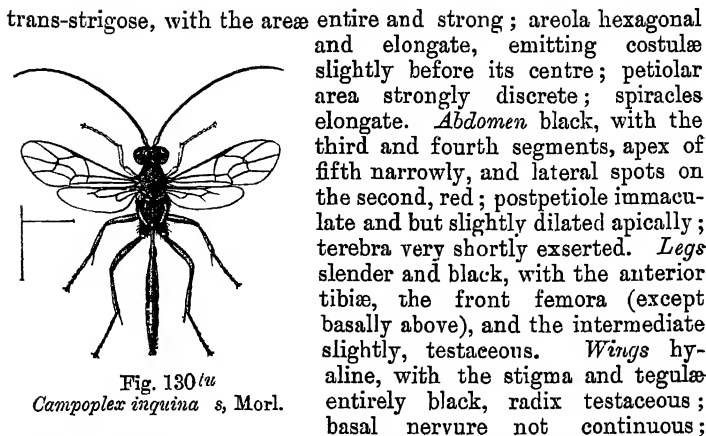 trans-strigose, with the areæ entire and strong ; areola hexagonal
and elongate, emitting costulæ
slightly before its centre ; petiolar
area strongly discrete ; spiracles
elongate. Abdomen black, with the
third and fourth segments, apex of
fifth narrowly, and lateral spots on
the second, red ; postpetiole immacu-
late and but slightly dilated apically ;
terebra very shortly exserted. Legs
slender and black, with the anterior
tibiæ, the front femora (except
basally above), and the intermediate
slightly, testaceous. Wings hy-
aline, with the stigma and tegulæ
entirely black, radix testaceous ;
basal nervure not continuous ;
Fig. 130
Campoplex inquina s, Morl.